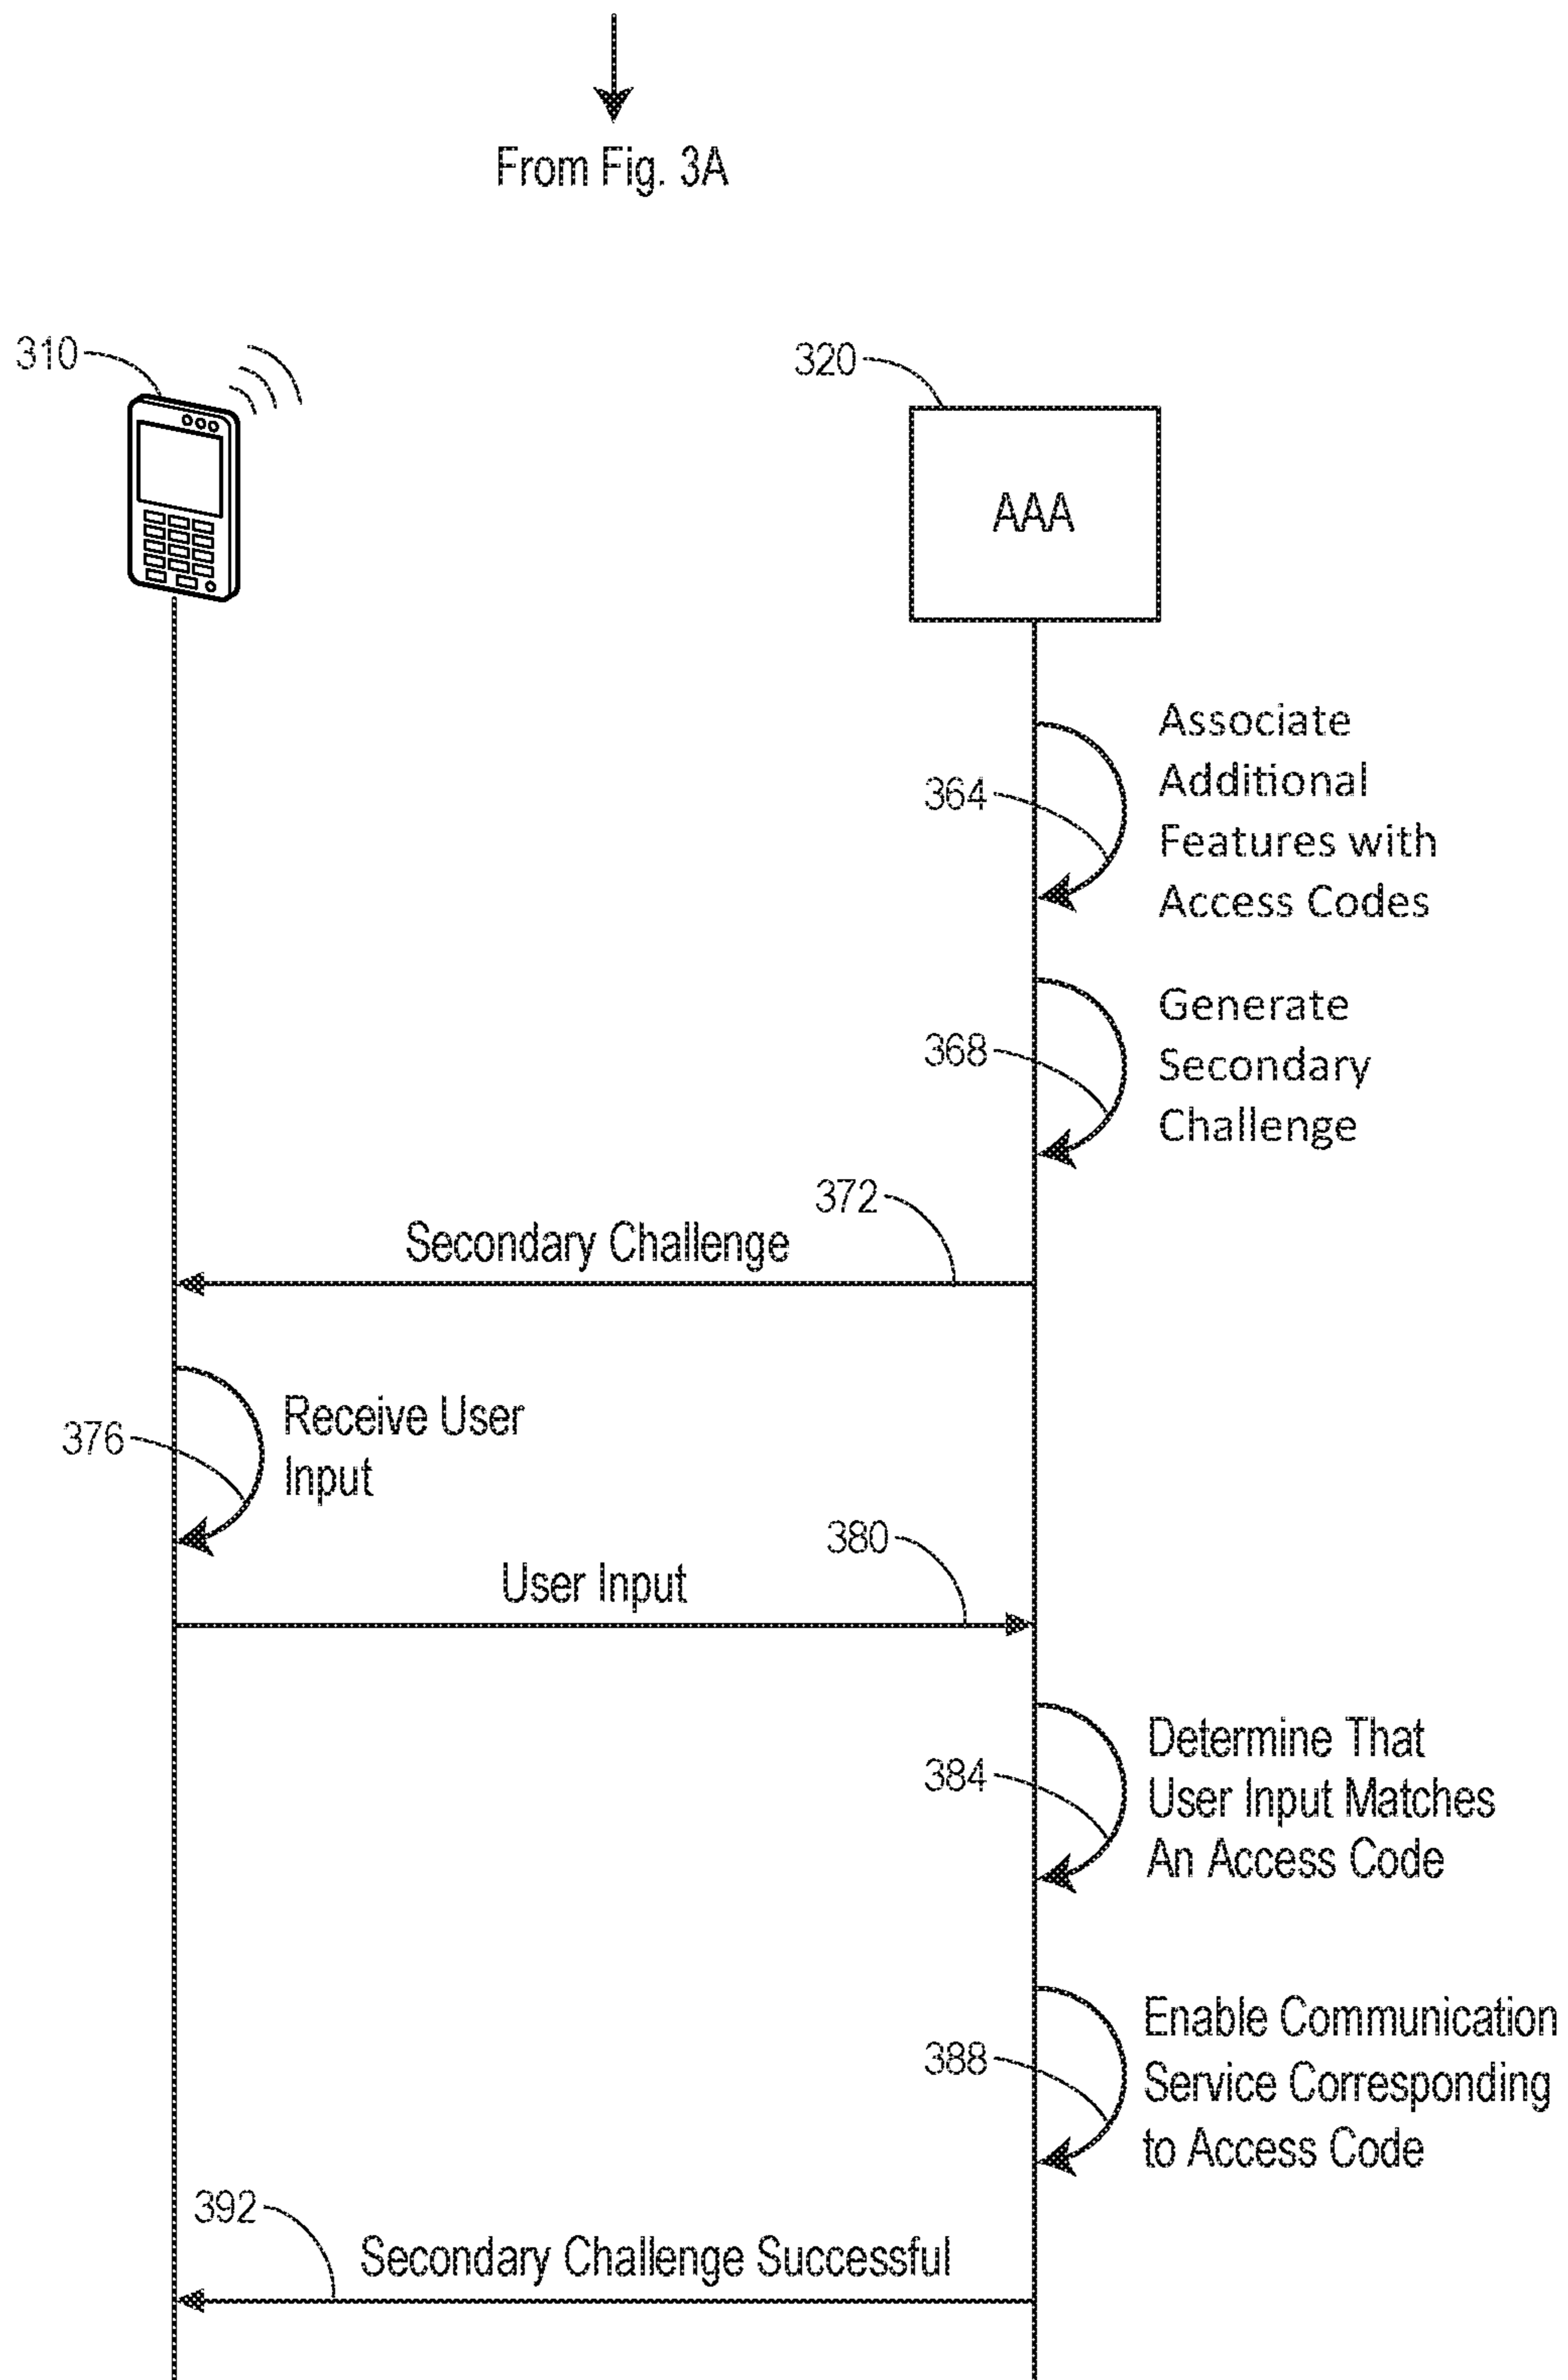 From Fig. 3A
310
320
AAA
Associate
Additional
364
Features with
Access Codes
Generate
368
Secondary
Challenge
372
Secondary Challenge
Receive User
376
Input
380
User Input
Determine That
384
User Input Matches
An Access Code
Enable Communication
388
Service Corresponding
to Access Code
392
Secondary Challenge Successful